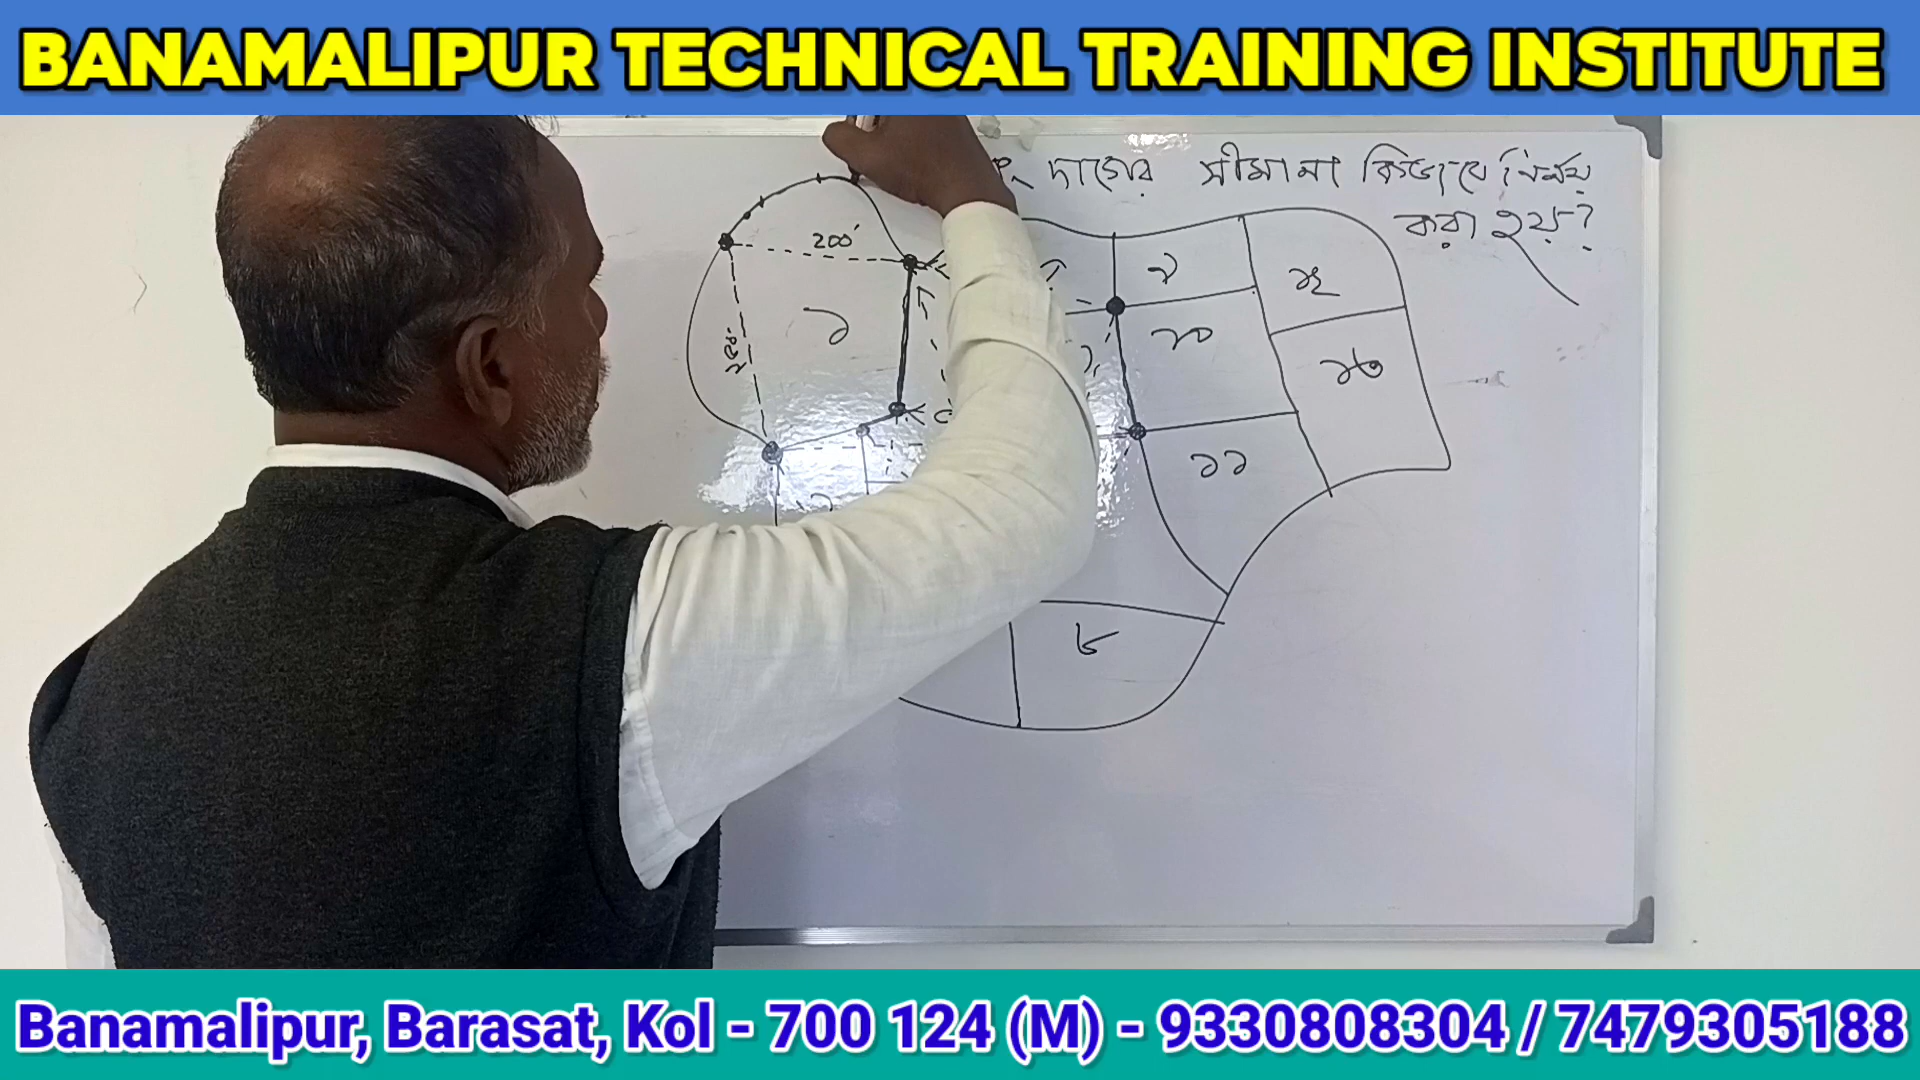 BANAMALIPUR TECHNICAL TRAINING INSTITUTE
দাগের সীমানা কিভাবে নির্ণয়
করা হয়?
200'
৯
১২
১
১০
১৩
১১
৮
Banamalipur, Barasat, Kol - 700 124 (M) - 9330808304 / 7479305188